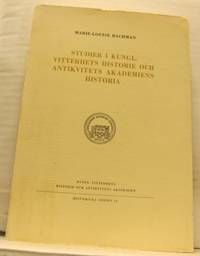 MARIE-LOUISE BACHMAN
STUDIER I KUNGL.
VITTERHETS HISTORIE OCH
ANTIKVITETS AKADEMIENS
HISTORIA
KUNGL. VITTERHETS
HISTORIE OCH ANTIKVITETS AKADEMIEN